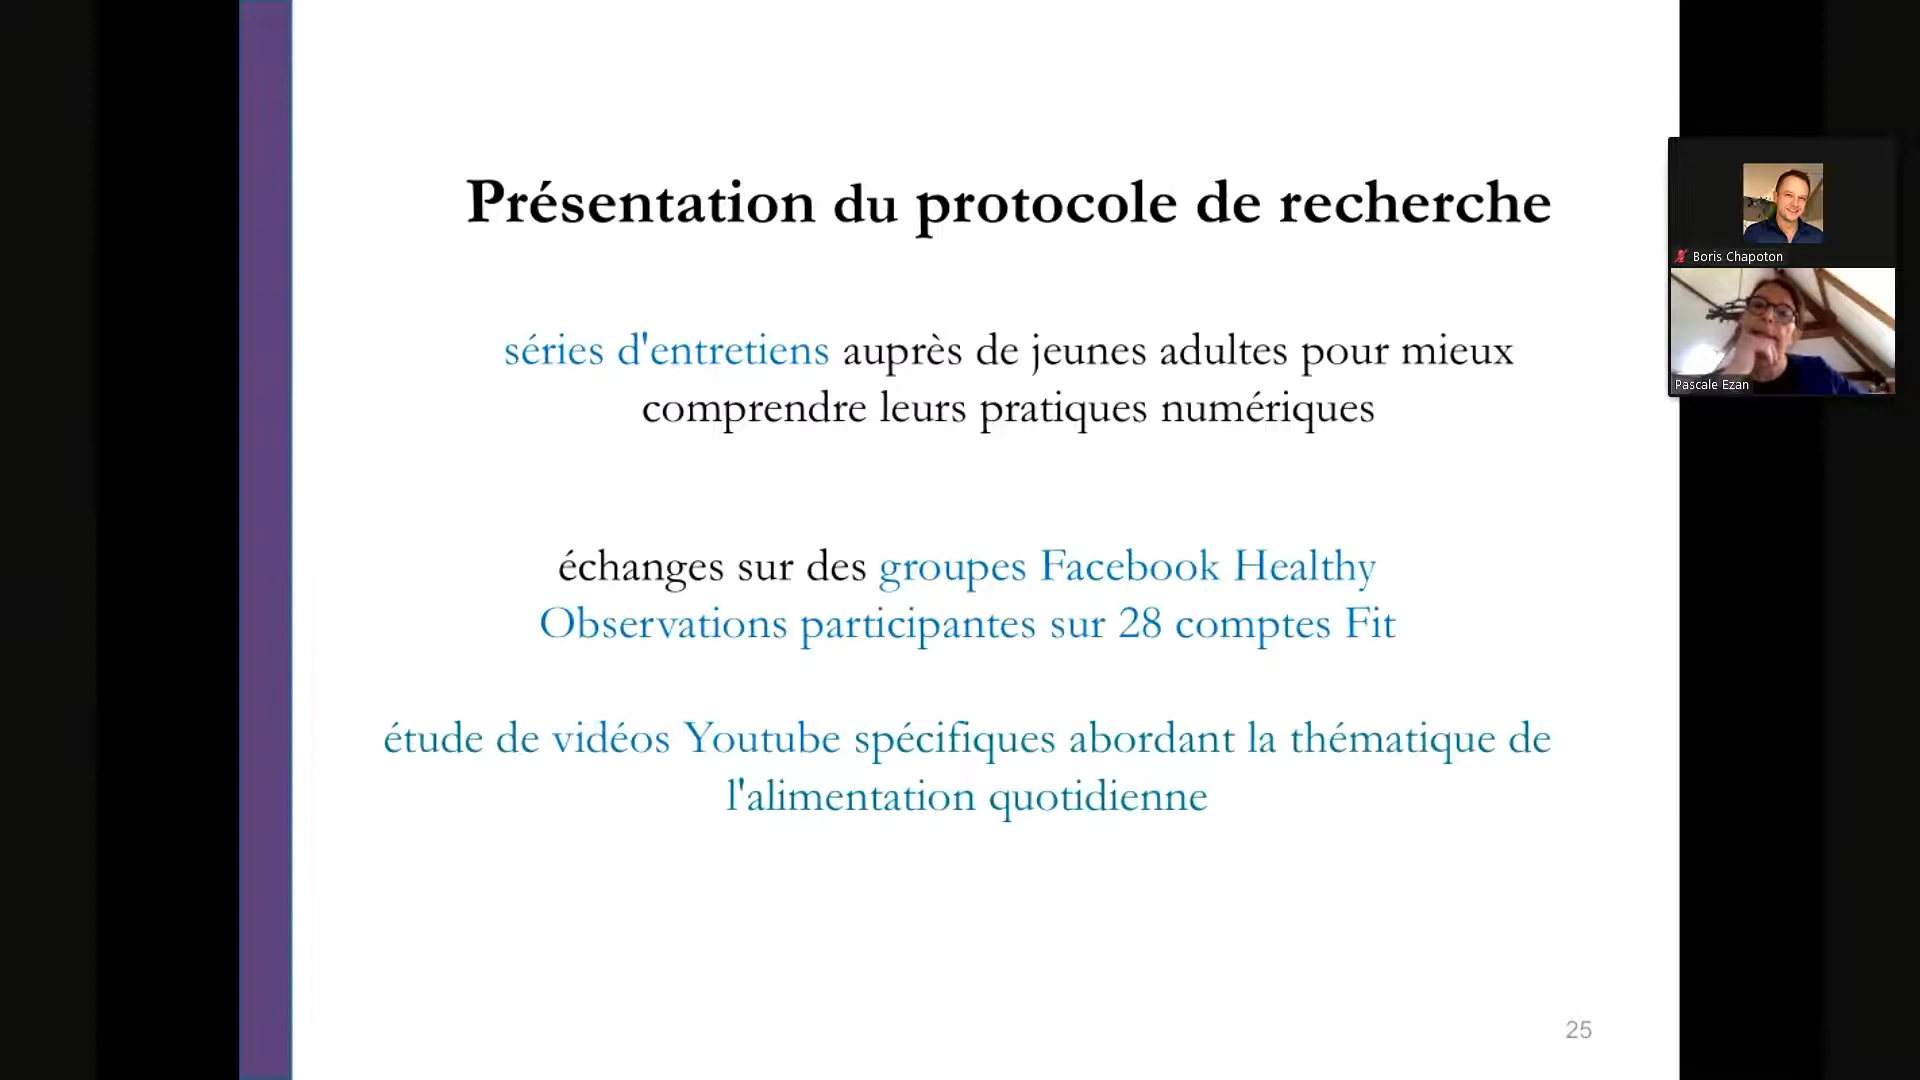 Présentation du protocole de recherche
séries d'entretiens auprès de jeunes adultes pour mieux
comprendre leurs pratiques numériques
échanges sur des groupes Facebook Healthy
Observations participantes sur 28 comptes Fit
étude de vidéos Youtube spécifiques abordant la thématique de
l'alimentation quotidienne
25
Boris Chapoton
Pascale Ezan